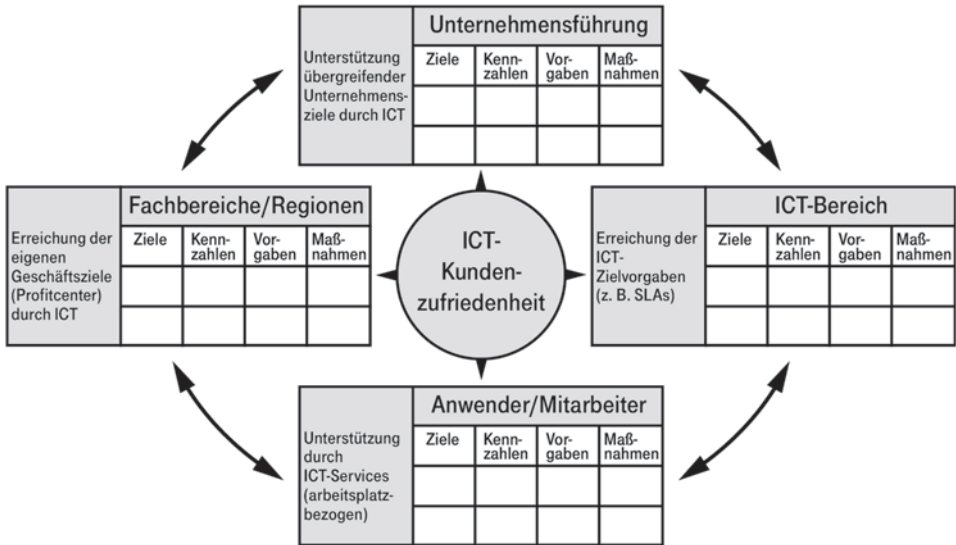 Unternehmensführung
Unterstützung
übergreifender
Unternehmens-
ziele durch ICT
Ziele
Kenn-
zahlen
Vor-
gaben
Maß-
nahmen
Fachbereiche/Regionen
Erreichung der
eigenen
Geschäftsziele
(Profitcenter)
durch ICT
Ziele
Kenn-
zahlen
Vor-
gaben
Maß-
nahmen
ICT-
Kunden-
zufriedenheit
ICT-Bereich
Erreichung der
ICT-
Zielvorgaben
(z. B. SLAs)
Ziele
Kenn-
zahlen
Vor-
gaben
Maß-
nahmen
Anwender/Mitarbeiter
Unterstützung
durch
ICT-Services
(arbeitsplatz-
bezogen)
Ziele
Kenn-
zahlen
Vor-
gaben
Maß-
nahmen